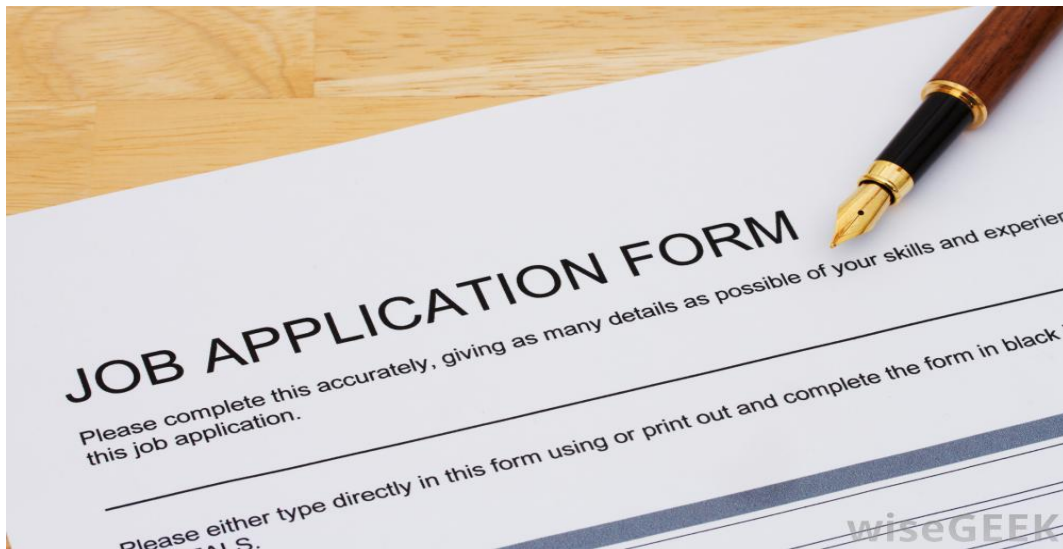 JOB APPLICATION FORM
Please complete this accurately, giving as many details as possible of your skills and
this job application.
Please either type directly in this form using or print out and complete the form in black
wiseGEEK